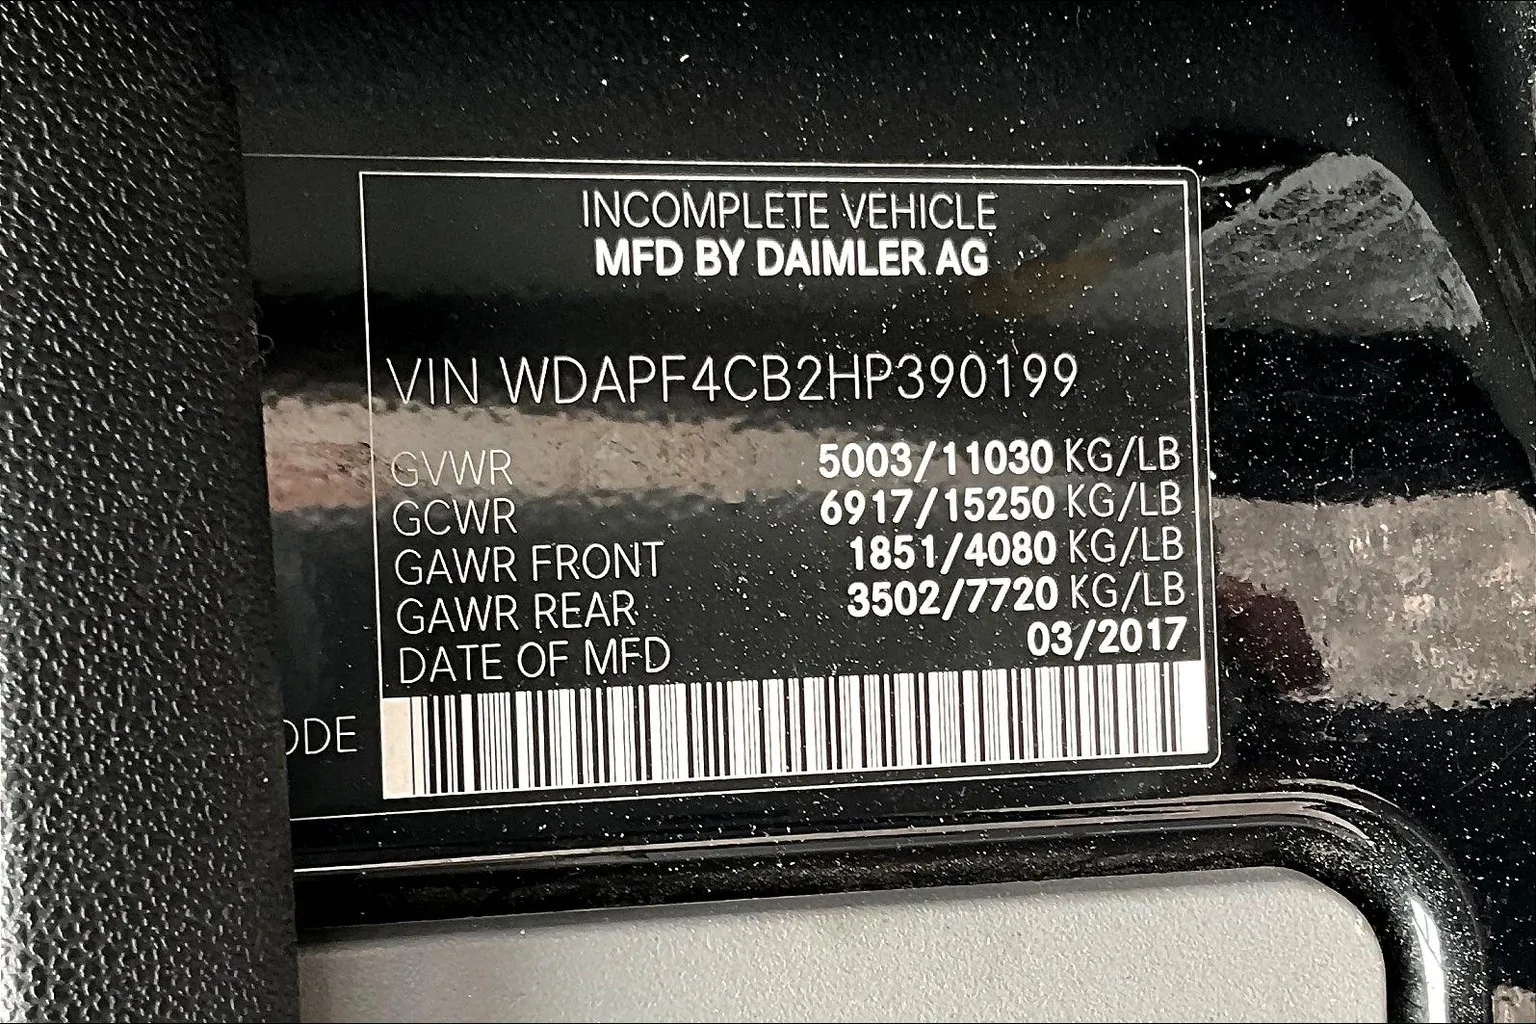 INCOMPLETE VEHICLE
MFD BY DAIMLER AG
VIN WDAPF4CB2HP390199
GVWR 5003/11030 KG/LB
GCWR 6917/15250 KG/LB
GAWR FRONT 1851/4080 KG/LB
GAWR REAR 3502/7720 KG/LB
DATE OF MFD 03/2017